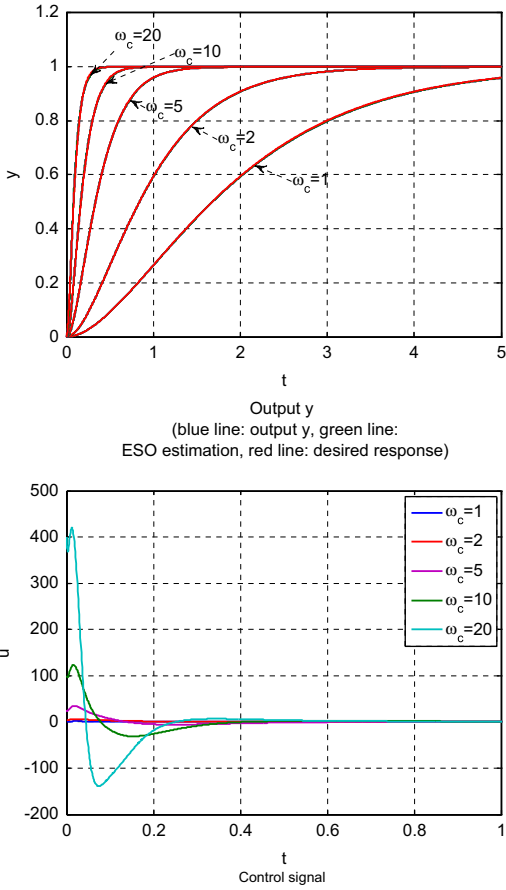 1.2
1
0.8
0.6
0.4
0.2
0
y
ω_c=20
ω_c=10
ω_c=5
ω_c=2
ω_c=1
0 1 2 3 4 5
t
Output y
(blue line: output y, green line:
ESO estimation, red line: desired response)
500
400
300
200
100
0
-100
-200
u
ω_c=1
ω_c=2
ω_c=5
ω_c=10
ω_c=20
0 0.2 0.4 0.6 0.8 1
t
Control signal